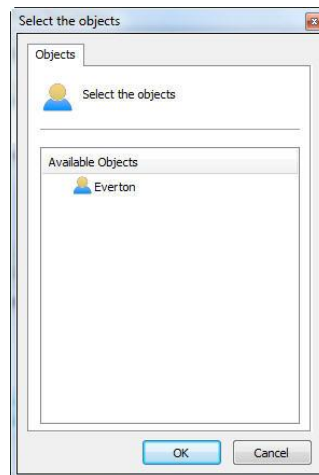 Select the objects
Objects
Select the objects
Available Objects
Everton
OK
Cancel